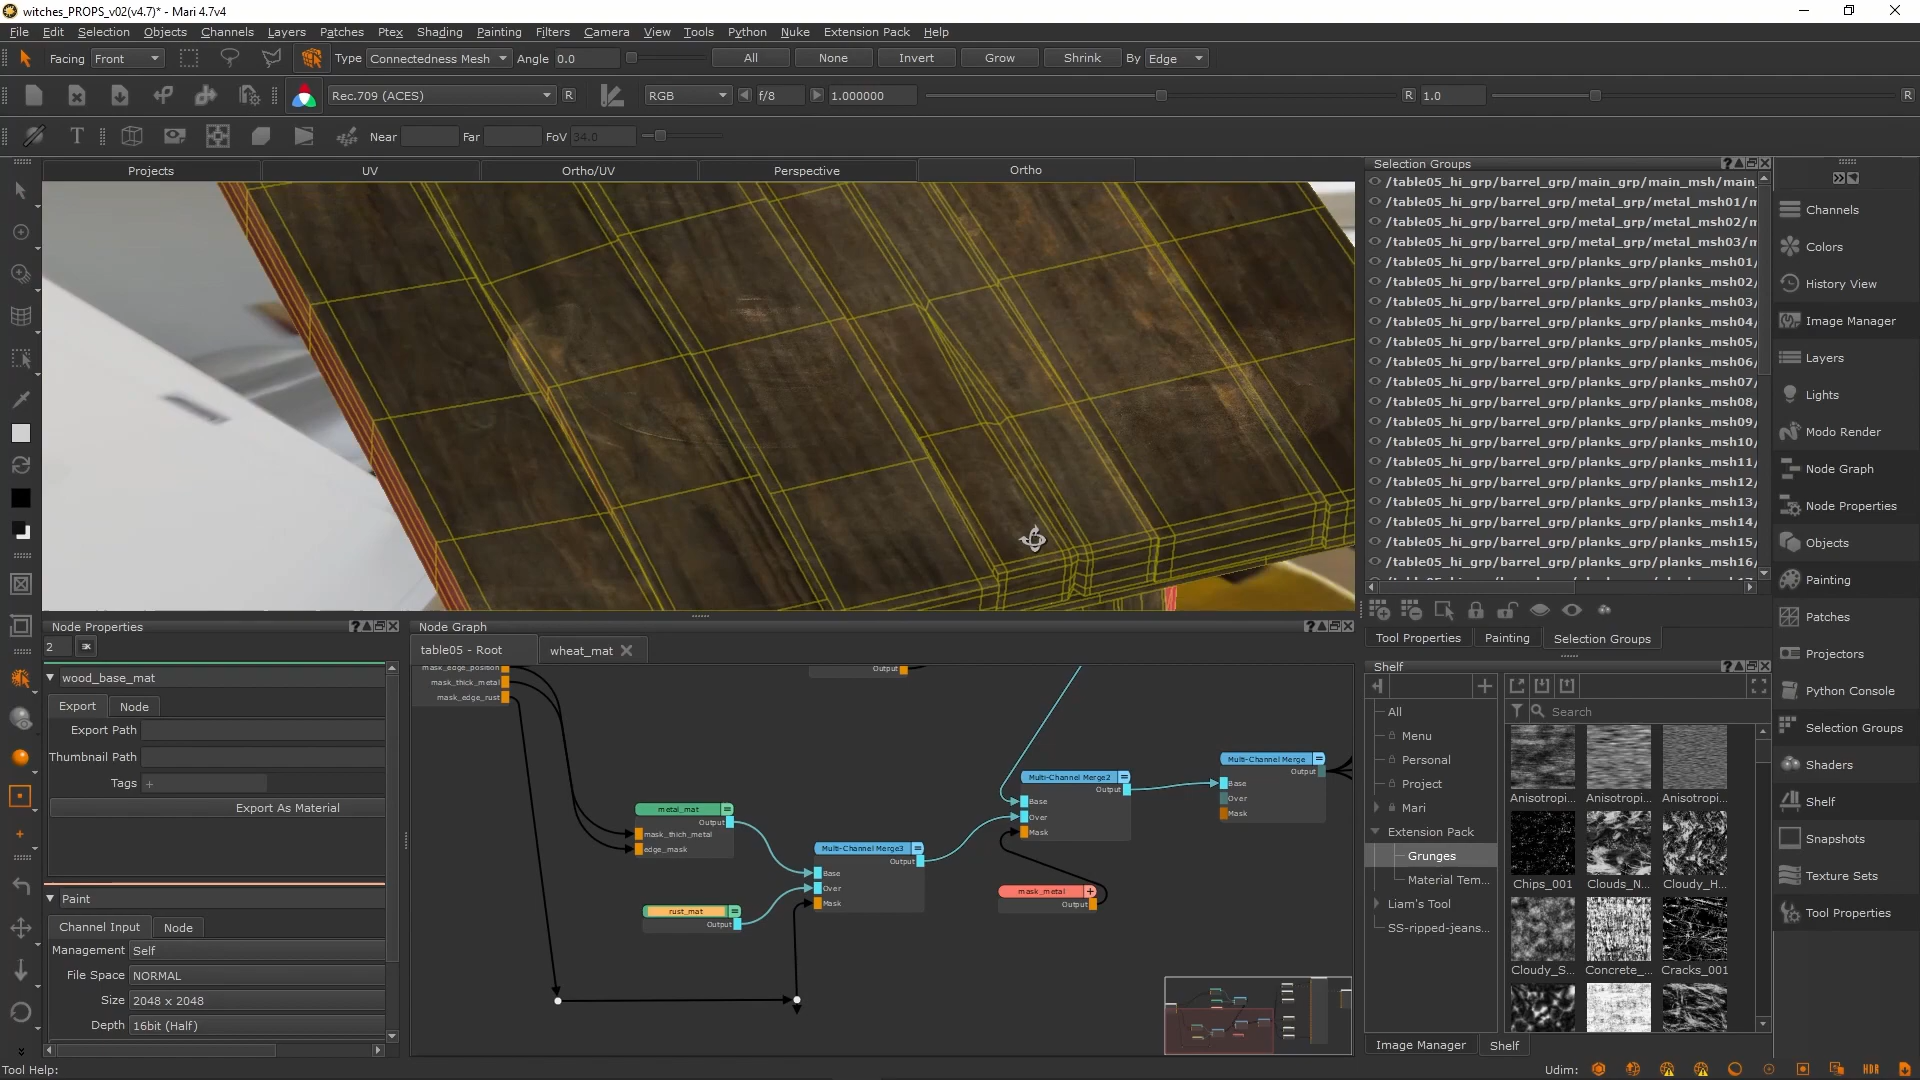 witches_PROPS_v02(v4.7)* - Mari 4.7v4
File Edit Selection Objects Channels Layers Patches Ptex Shading Painting Filters Camera View Tools Python Nuke Extension Pack Help
Facing Front Type Connectedness Mesh Angle 0.0 All None Invert Grow Shrink By Edge
Rec.709 (ACES) R RGB f/8 1.000000 R 1.0 R
Near Far FoV 34.0
Projects UV Ortho/UV Perspective Ortho
Selection Groups
/table05_hi_grp/barrel_grp/main_grp/main_msh/main_
/table05_hi_grp/barrel_grp/metal_grp/metal_msh01/m
/table05_hi_grp/barrel_grp/metal_grp/metal_msh02/m
/table05_hi_grp/barrel_grp/metal_grp/metal_msh03/m
/table05_hi_grp/barrel_grp/planks_grp/planks_msh01/
/table05_hi_grp/barrel_grp/planks_grp/planks_msh02/
/table05_hi_grp/barrel_grp/planks_grp/planks_msh03/
/table05_hi_grp/barrel_grp/planks_grp/planks_msh04/
/table05_hi_grp/barrel_grp/planks_grp/planks_msh05/
/table05_hi_grp/barrel_grp/planks_grp/planks_msh06/
/table05_hi_grp/barrel_grp/planks_grp/planks_msh07/
/table05_hi_grp/barrel_grp/planks_grp/planks_msh08/
/table05_hi_grp/barrel_grp/planks_grp/planks_msh09/
/table05_hi_grp/barrel_grp/planks_grp/planks_msh10/
/table05_hi_grp/barrel_grp/planks_grp/planks_msh11/
/table05_hi_grp/barrel_grp/planks_grp/planks_msh12/
/table05_hi_grp/barrel_grp/planks_grp/planks_msh13/
/table05_hi_grp/barrel_grp/planks_grp/planks_msh14/
/table05_hi_grp/barrel_grp/planks_grp/planks_msh15/
/table05_hi_grp/barrel_grp/planks_grp/planks_msh16/
Tool Properties Painting Selection Groups
Channels
Colors
History View
Image Manager
Layers
Lights
Modo Render
Node Graph
Node Properties
Objects
Painting
Patches
Projectors
Python Console
Selection Groups
Shaders
Shelf
Snapshots
Texture Sets
Tool Properties
Node Properties
2
wood_base_mat
Export Node
Export Path
Thumbnail Path
Tags +
Export As Material
Paint
Channel Input Node
Management Self
File Space NORMAL
Size 2048 x 2048
Depth 16bit (Half)
Node Graph
table05 - Root wheat_mat
mask_edge_position
mask_thick_metal
mask_edge_rust
Output
metal_mat
Output
mask_thich_metal
edge_mask
rust_mat
Output
Multi-Channel Merge3
Output
Base
Over
Mask
Multi-Channel Merge2
Output
Base
Over
Mask
mask_metal
Output
Multi-Channel Merge
Output
Base
Over
Mask
Shelf
Search
All
Menu
Personal
Project
Mari
Extension Pack
Grunges
Material Tem...
Liam's Tool
SS-ripped-jeans...
Anisotropi... Anisotropi... Anisotropi...
Chips_001 Clouds_N... Cloudy_H...
Cloudy_S... Concrete_... Cracks_001
Image Manager Shelf
Tool Help:
Udim: HDR